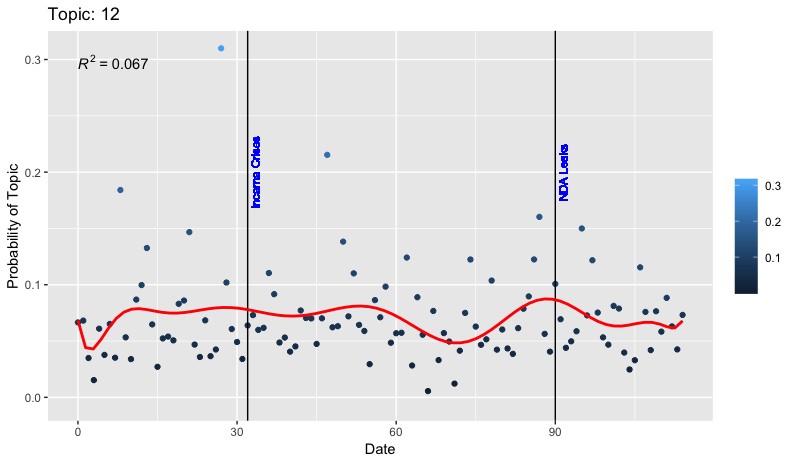 Topic: 12
R² = 0.067
Incarna Crises
NDA Leaks
Probability of Topic
0.3
0.2
0.1
0.0
0 30 60 90
Date
0.3
0.2
0.1